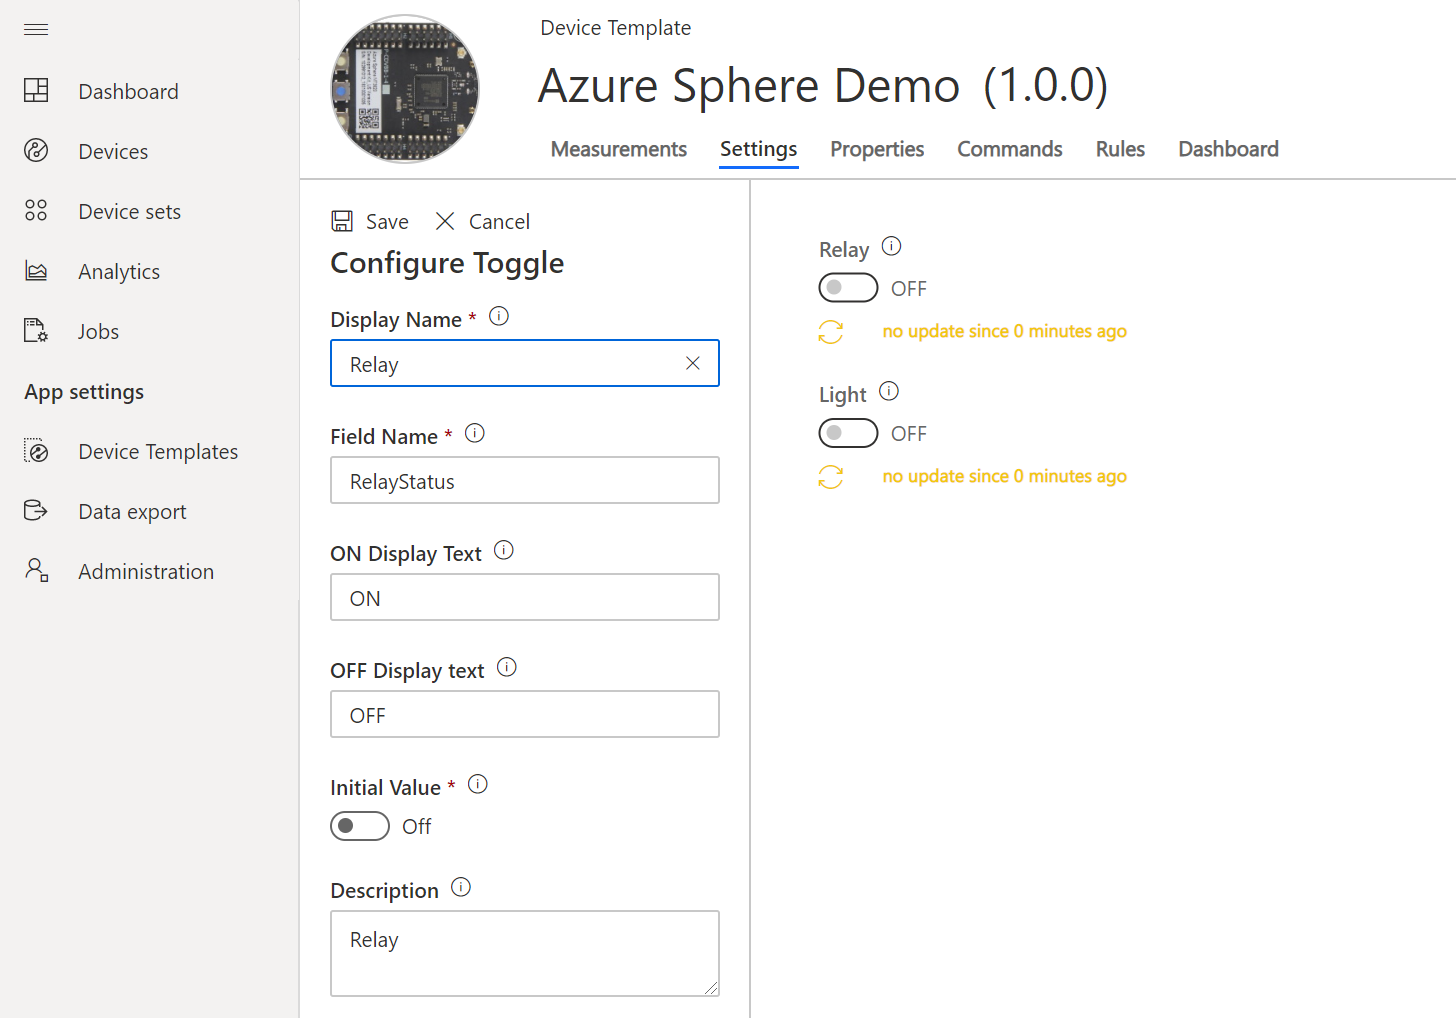 Dashboard
Devices
Device sets
Analytics
Jobs
App settings
Device Templates
Data export
Administration
Device Template
Azure Sphere Demo (1.0.0)
Measurements Settings Properties Commands Rules Dashboard
Save Cancel
Configure Toggle
Display Name *
Relay
Field Name *
RelayStatus
ON Display Text
ON
OFF Display text
OFF
Initial Value *
Off
Description
Relay
Relay
OFF
no update since 0 minutes ago
Light
OFF
no update since 0 minutes ago